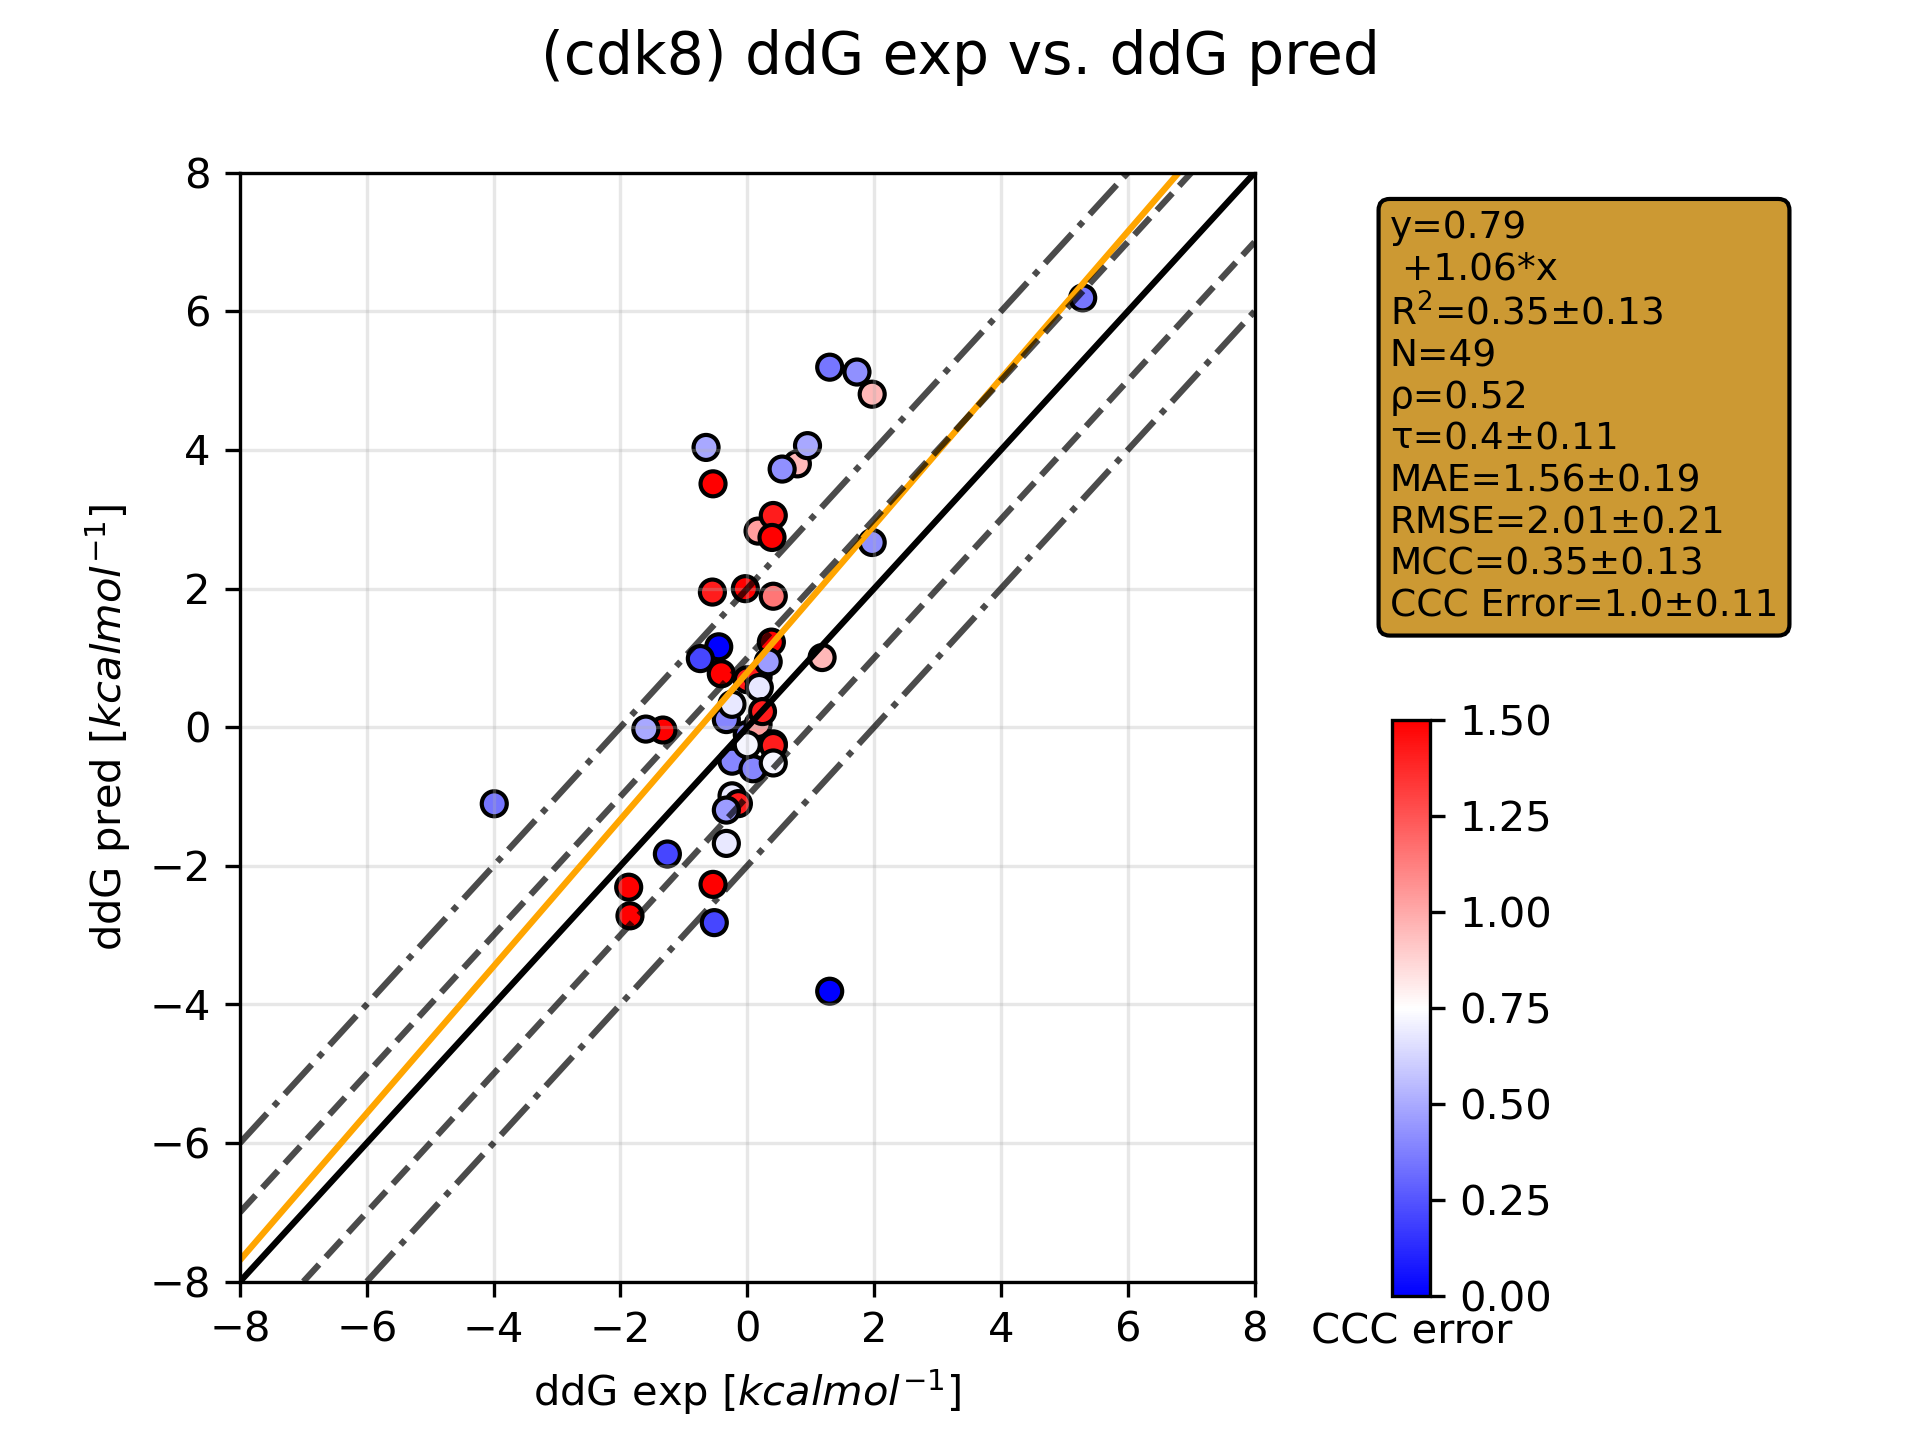 (cdk8) ddG exp vs. ddG pred
8
6
4
2
0
−2
−4
−6
−8
ddG pred [kcalmol⁻¹]
−8 −6 −4 −2 0 2 4 6 8
ddG exp [kcalmol⁻¹]
y=0.79
+1.06*x
R²=0.35±0.13
N=49
ρ=0.52
τ=0.4±0.11
MAE=1.56±0.19
RMSE=2.01±0.21
MCC=0.35±0.13
CCC Error=1.0±0.11
1.50
1.25
1.00
0.75
0.50
0.25
0.00
CCC error